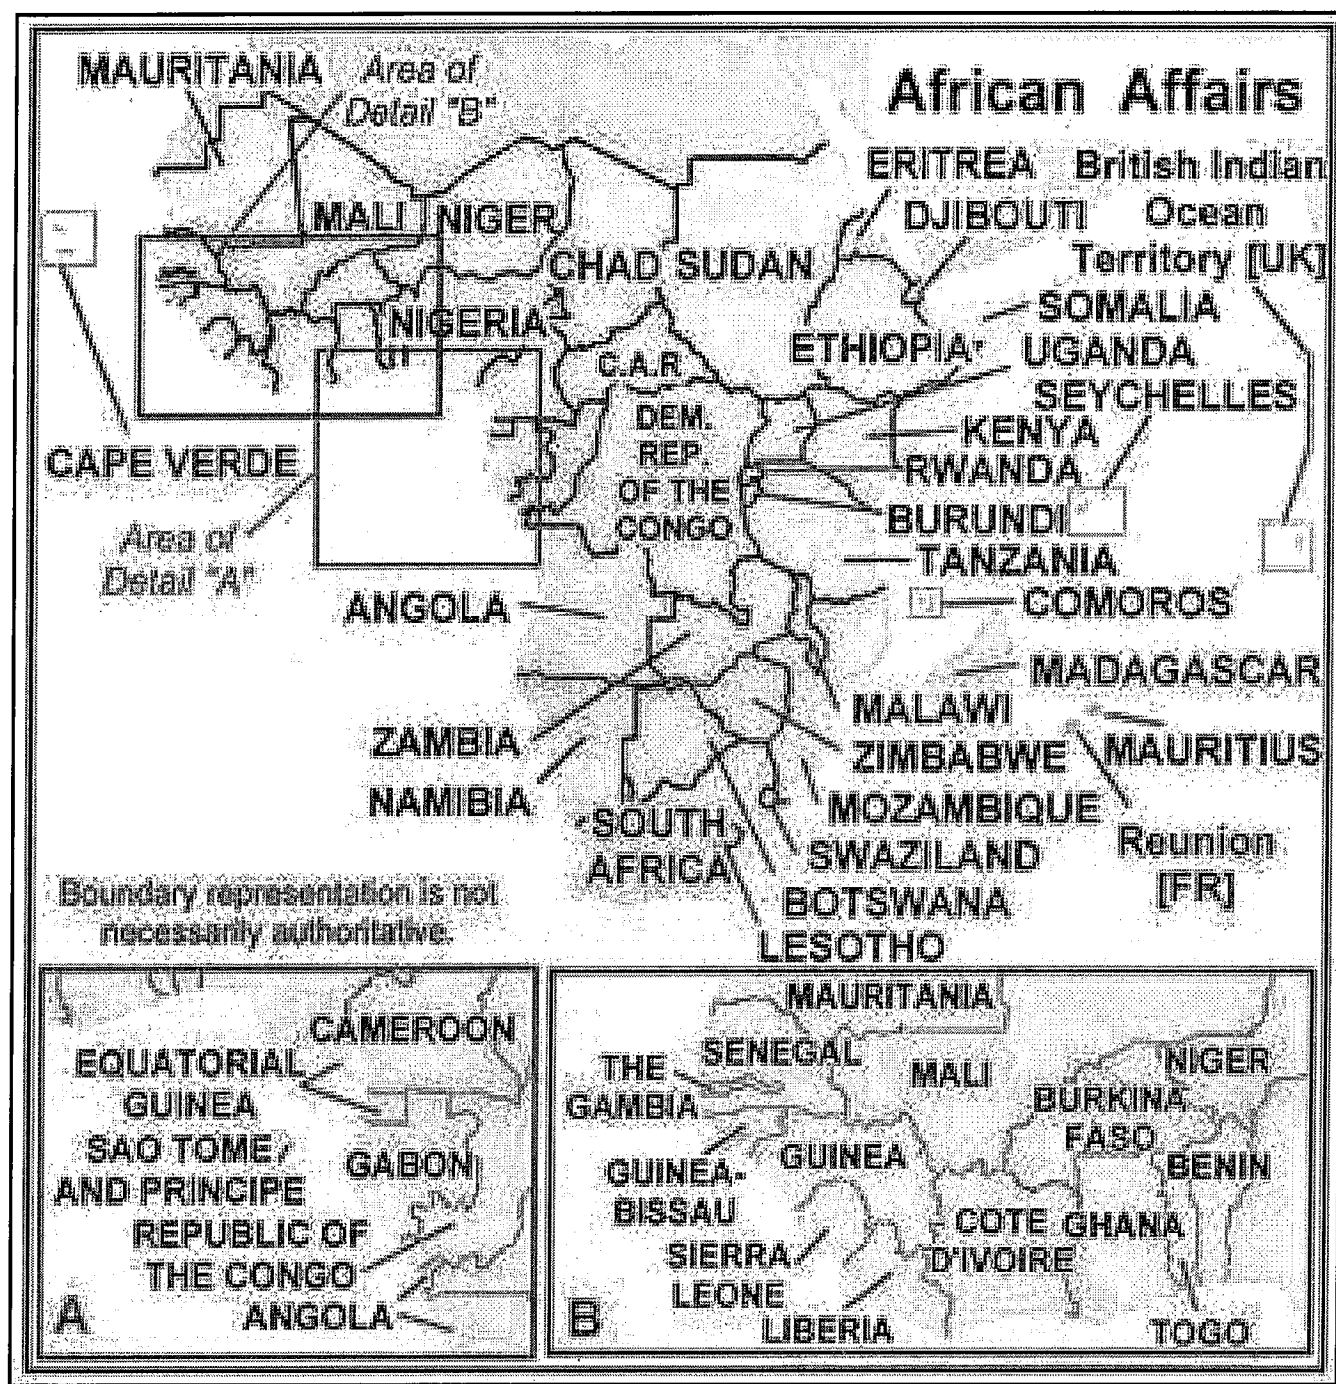 African Affairs
MAURITANIA
Area of
Detail "B"
ERITREA
DJIBOUTI
British Indian
Ocean
Territory [UK]
MALI
NIGER
CHAD
SUDAN
NIGERIA
SOMALIA
ETHIOPIA
UGANDA
C.A.R
SEYCHELLES
DEM.
REP.
OF THE
CONGO
KENYA
CAPE VERDE
RWANDA
BURUNDI
Area of
Detail "A"
TANZANIA
ANGOLA
COMOROS
MADAGASCAR
MALAWI
ZAMBIA
ZIMBABWE
MAURITIUS
NAMIBIA
MOZAMBIQUE
SOUTH
AFRICA
SWAZILAND
Reunion
[FR]
BOTSWANA
LESOTHO
Boundary representation is not
necessarily authoritative.
CAMEROON
EQUATORIAL
GUINEA
SAO TOME
AND PRINCIPE
GABON
REPUBLIC OF
THE CONGO
ANGOLA
A
MAURITANIA
SENEGAL
THE
GAMBIA
MALI
NIGER
BURKINA
FASO
BENIN
GUINEA-
BISSAU
GUINEA
SIERRA
LEONE
COTE
D'IVOIRE
GHANA
LIBERIA
TOGO
B